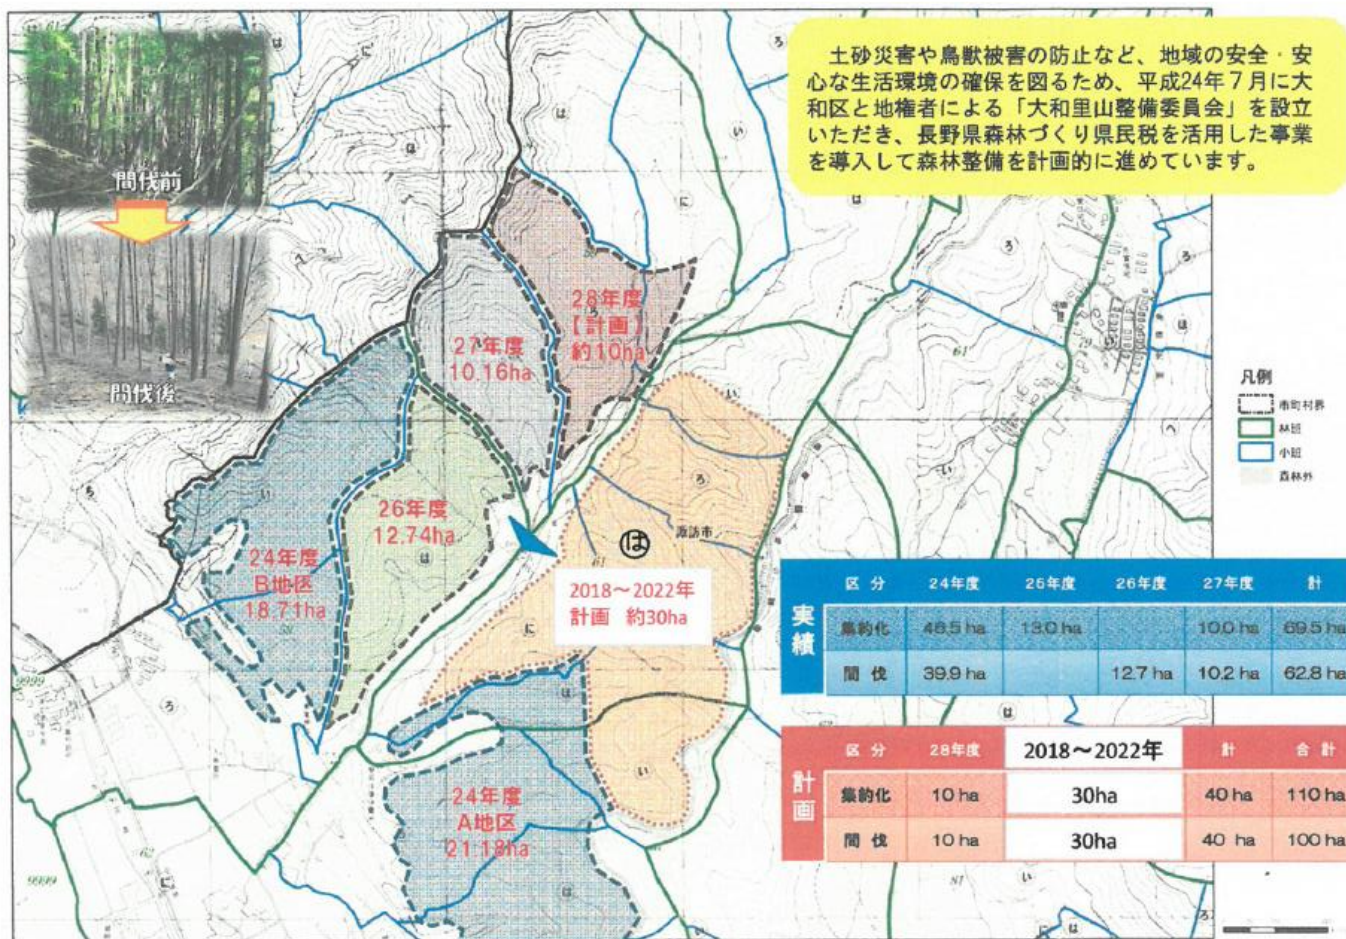 土砂災害や鳥獣被害の防止など、地域の安全・安
心な生活環境の確保を図るため、平成24年7月に大
和区と地権者による「大和里山整備委員会」を設立
いただき、長野県森林づくり県民税を活用した事業
を導入して森林整備を計画的に進めています。
間伐前
間伐後
28年度
【計画】
約10ha
27年度
10.16ha
26年度
12.74ha
24年度
B地区
18.71ha
は
諏訪市
2018～2022年
計画 約30ha
24年度
A地区
21.18ha
凡例
市町村界
林班
小班
森林外
実績
区分 24年度 25年度 26年度 27年度 計
集約化 46.5 ha 13.0 ha 10.0 ha 69.5 ha
間伐 39.9 ha 12.7 ha 10.2 ha 62.8 ha
計画
区分 28年度 2018～2022年 計 合計
集約化 10 ha 30ha 40 ha 110 ha
間伐 10 ha 30ha 40 ha 100 ha